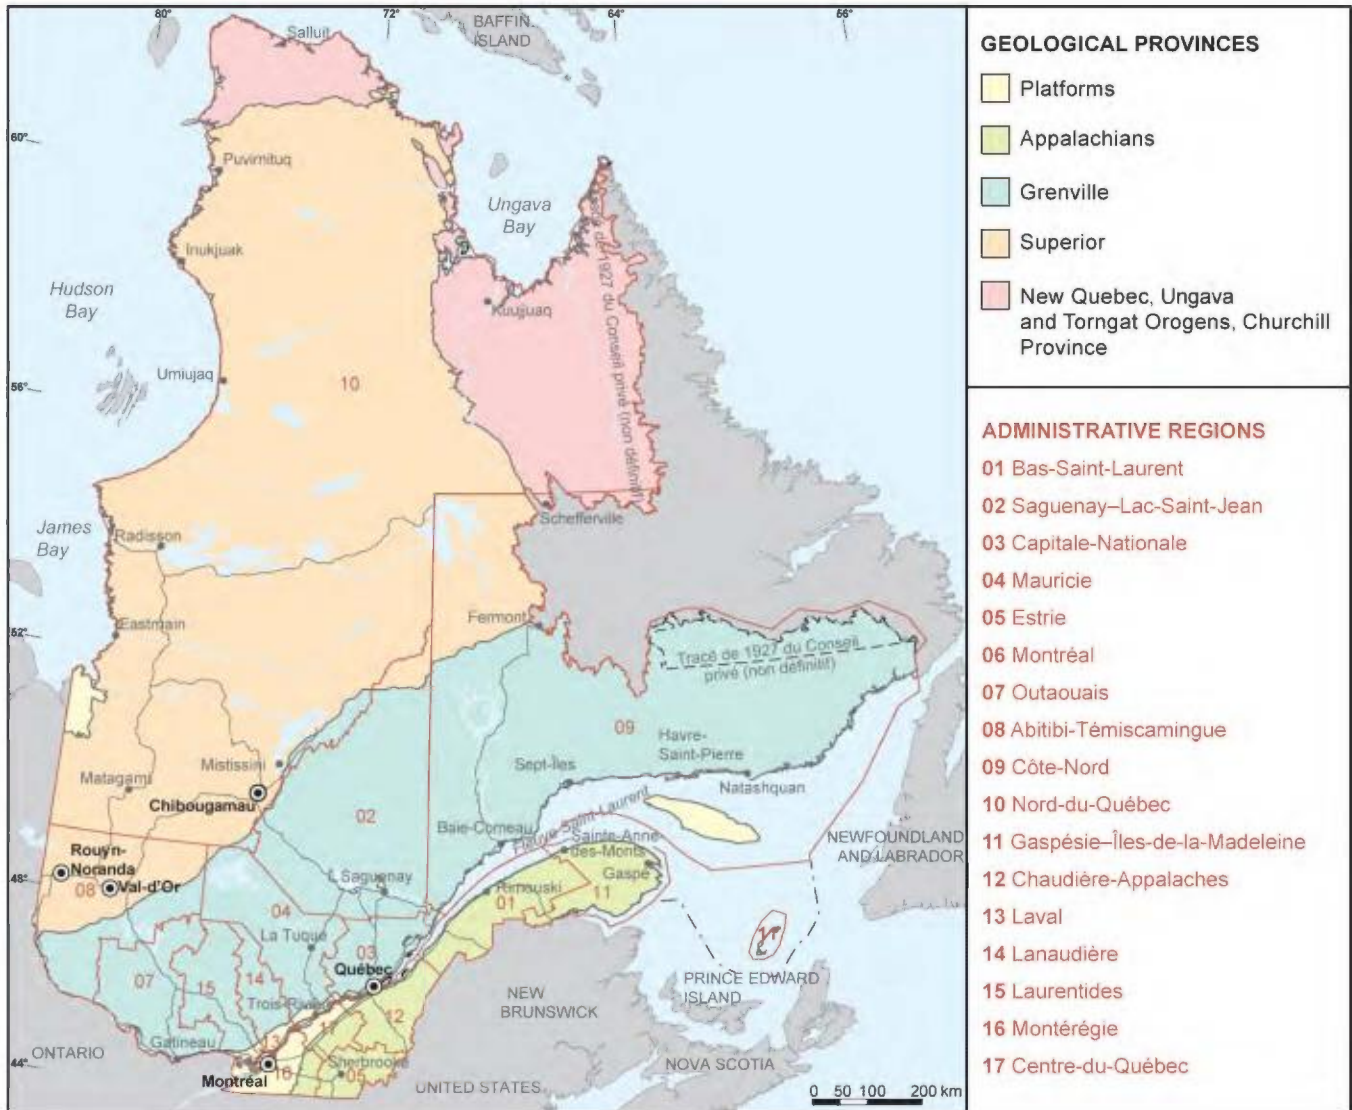 80°
72°
64°
56°
BAFFIN
ISLAND
Salluit
60°
Puvirnituq
Ungava
Bay
Inukjuak
Hudson
Bay
Kuujjuaq
Tracé de 1927 du Conseil privé (non définitif)
Umiujaq
56°
10
Schefferville
James
Bay
Radisson
Fermont
52°
Eastmain
Tracé de 1927 du Conseil
privé (non définitif)
09
Havre-
Saint-Pierre
Sept-Îles
Mistissini
Matagami
Natashquan
Chibougamau
02
Baie-Comeau
Fleuve Saint-Laurent
Sainte-Anne-
des-Monts
NEWFOUNDLAND
AND LABRADOR
Rouyn-
Noranda
48°
08
Val-d'Or
Saguenay
Gaspé
Rimouski
11
01
04
La Tuque
03
Québec
07
15
14
Trois-Rivières
PRINCE EDWARD
ISLAND
NEW
BRUNSWICK
12
17
Gatineau
13
ONTARIO
44°
Sherbrooke
NOVA SCOTIA
Montréal
16
05
UNITED STATES
0 50 100 200 km
GEOLOGICAL PROVINCES
Platforms
Appalachians
Grenville
Superior
New Quebec, Ungava
and Torngat Orogens, Churchill
Province
ADMINISTRATIVE REGIONS
01 Bas-Saint-Laurent
02 Saguenay–Lac-Saint-Jean
03 Capitale-Nationale
04 Mauricie
05 Estrie
06 Montréal
07 Outaouais
08 Abitibi-Témiscamingue
09 Côte-Nord
10 Nord-du-Québec
11 Gaspésie–Îles-de-la-Madeleine
12 Chaudière-Appalaches
13 Laval
14 Lanaudière
15 Laurentides
16 Montérégie
17 Centre-du-Québec